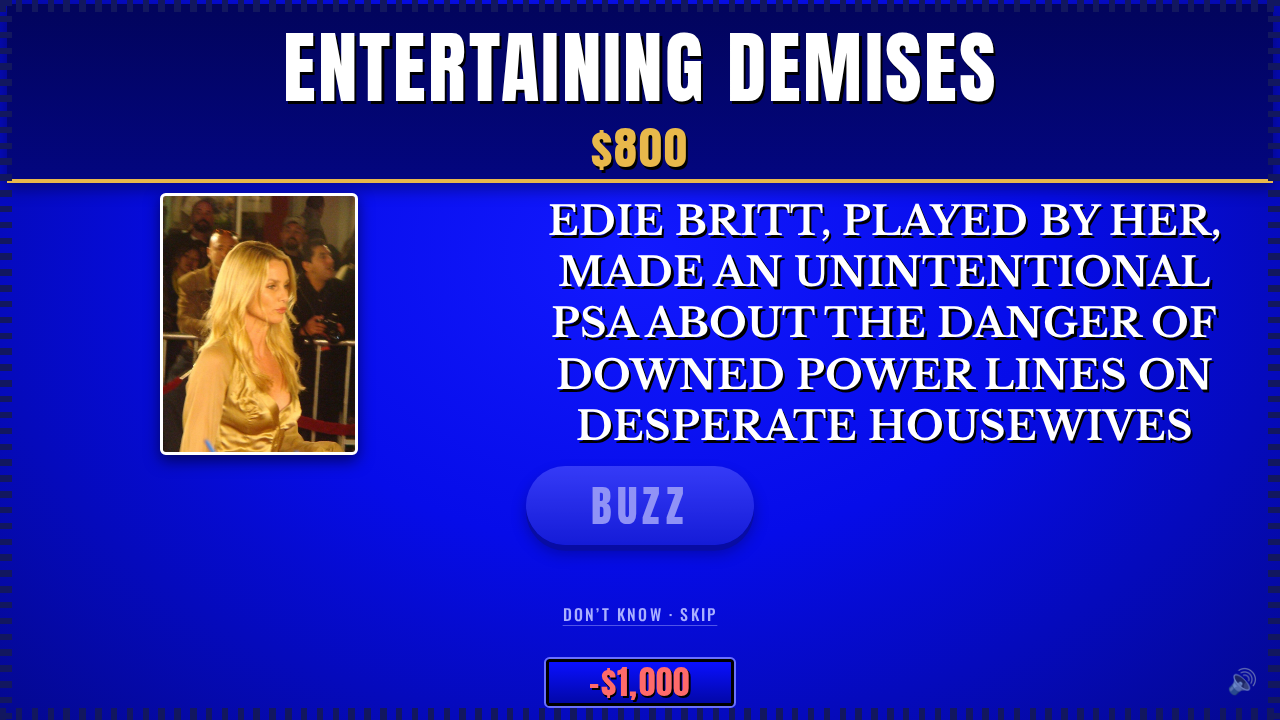 ENTERTAINING DEMISES
$800
EDIE BRITT, PLAYED BY HER,
MADE AN UNINTENTIONAL
PSA ABOUT THE DANGER OF
DOWNED POWER LINES ON
DESPERATE HOUSEWIVES
BUZZ
DON'T KNOW · SKIP
-$1,000